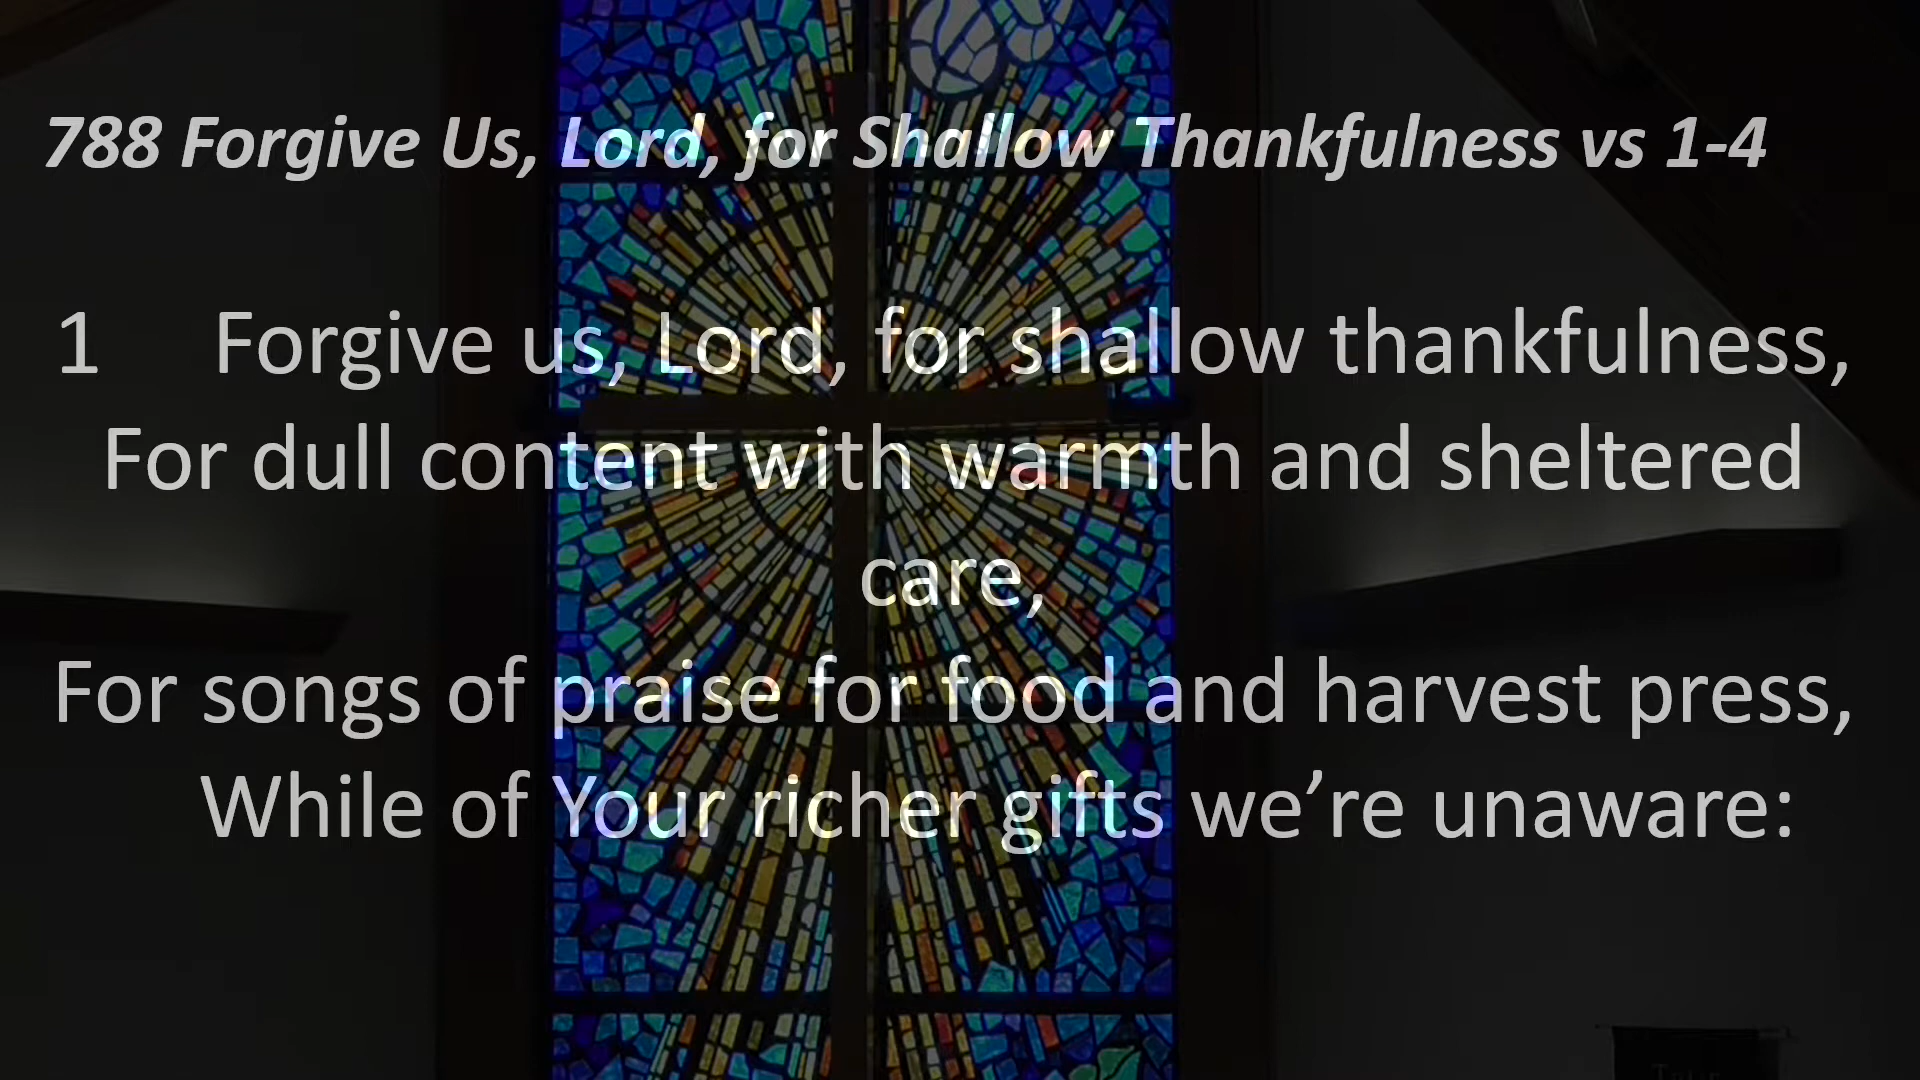 788 Forgive Us, Lord, for Shallow Thankfulness vs 1-4
1 Forgive us, Lord, for shallow thankfulness,
For dull content with warmth and sheltered
care,
For songs of praise for food and harvest press,
While of Your richer gifts we’re unaware: